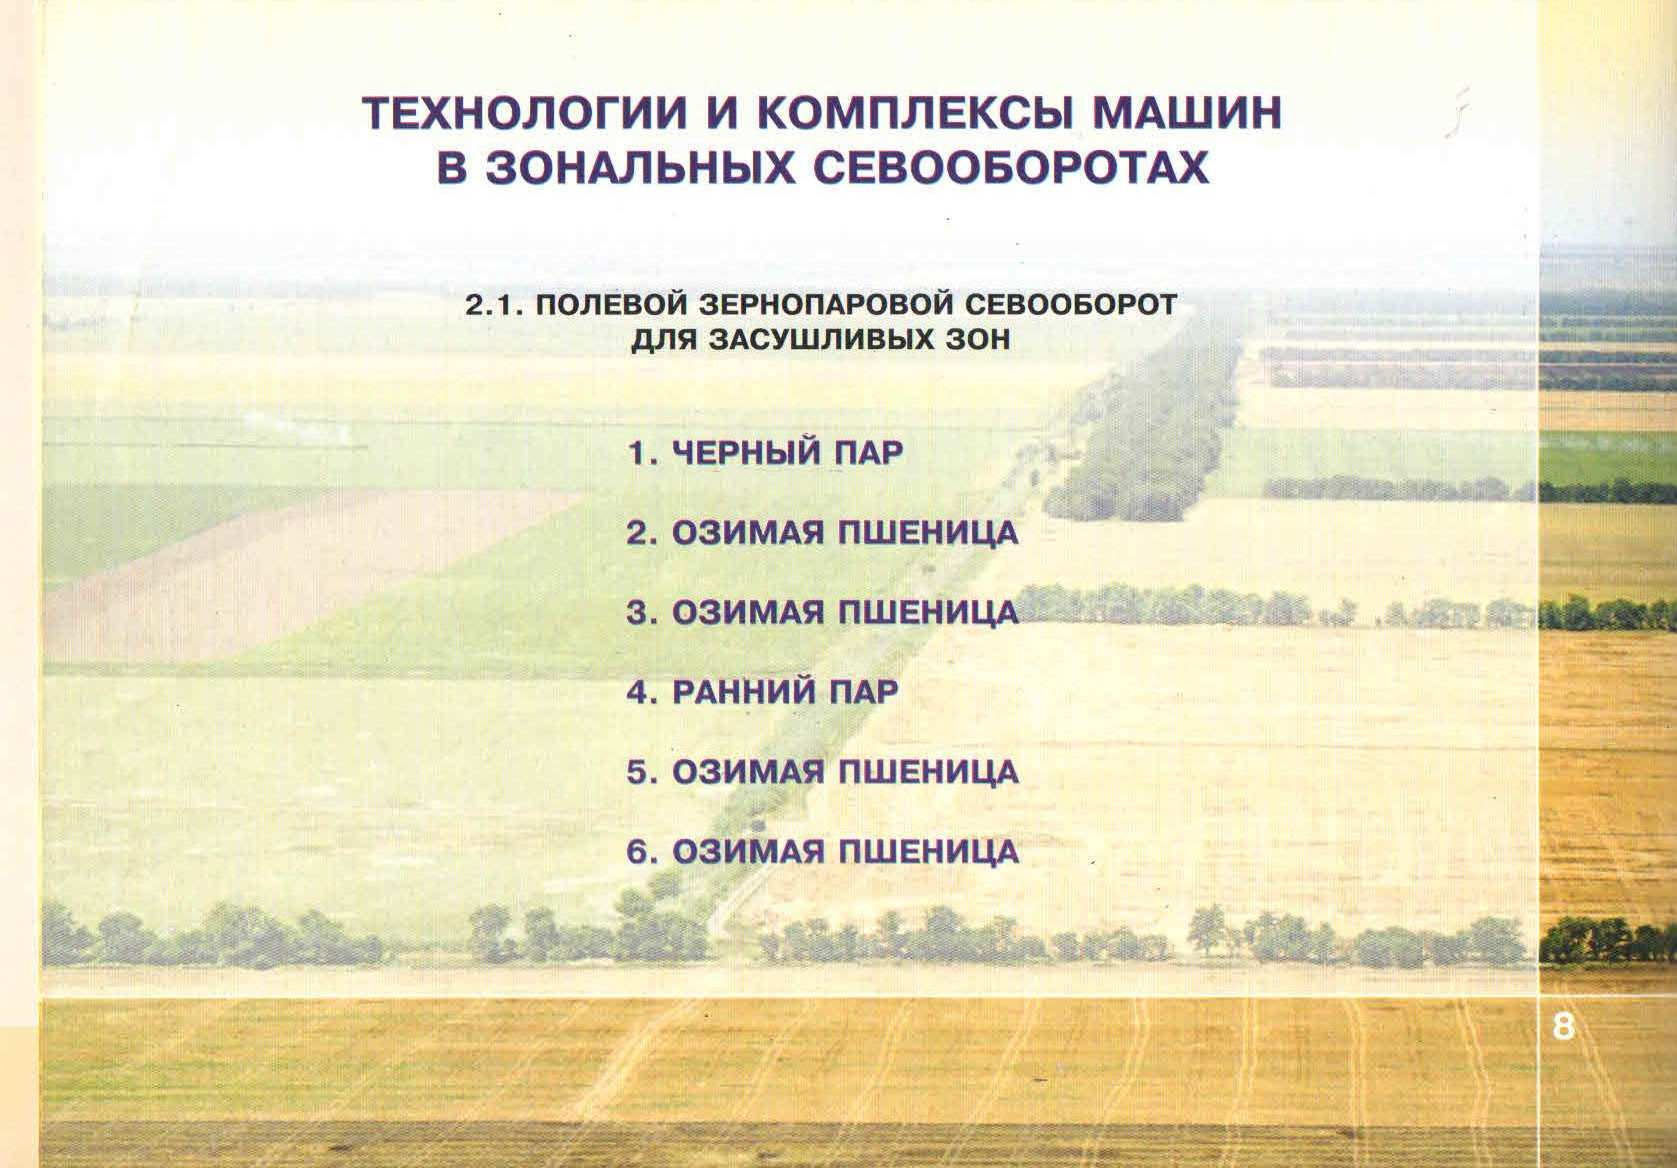 ТЕХНОЛОГИИ И КОМПЛЕКСЫ МАШИН
В ЗОНАЛЬНЫХ СЕВООБОРОТАХ
2.1. ПОЛЕВОЙ ЗЕРНОПАРОВОЙ СЕВООБОРОТ
ДЛЯ ЗАСУШЛИВЫХ ЗОН
1. ЧЕРНЫЙ ПАР
2. ОЗИМАЯ ПШЕНИЦА
3. ОЗИМАЯ ПШЕНИЦА
4. РАННИЙ ПАР
5. ОЗИМАЯ ПШЕНИЦА
6. ОЗИМАЯ ПШЕНИЦА
8